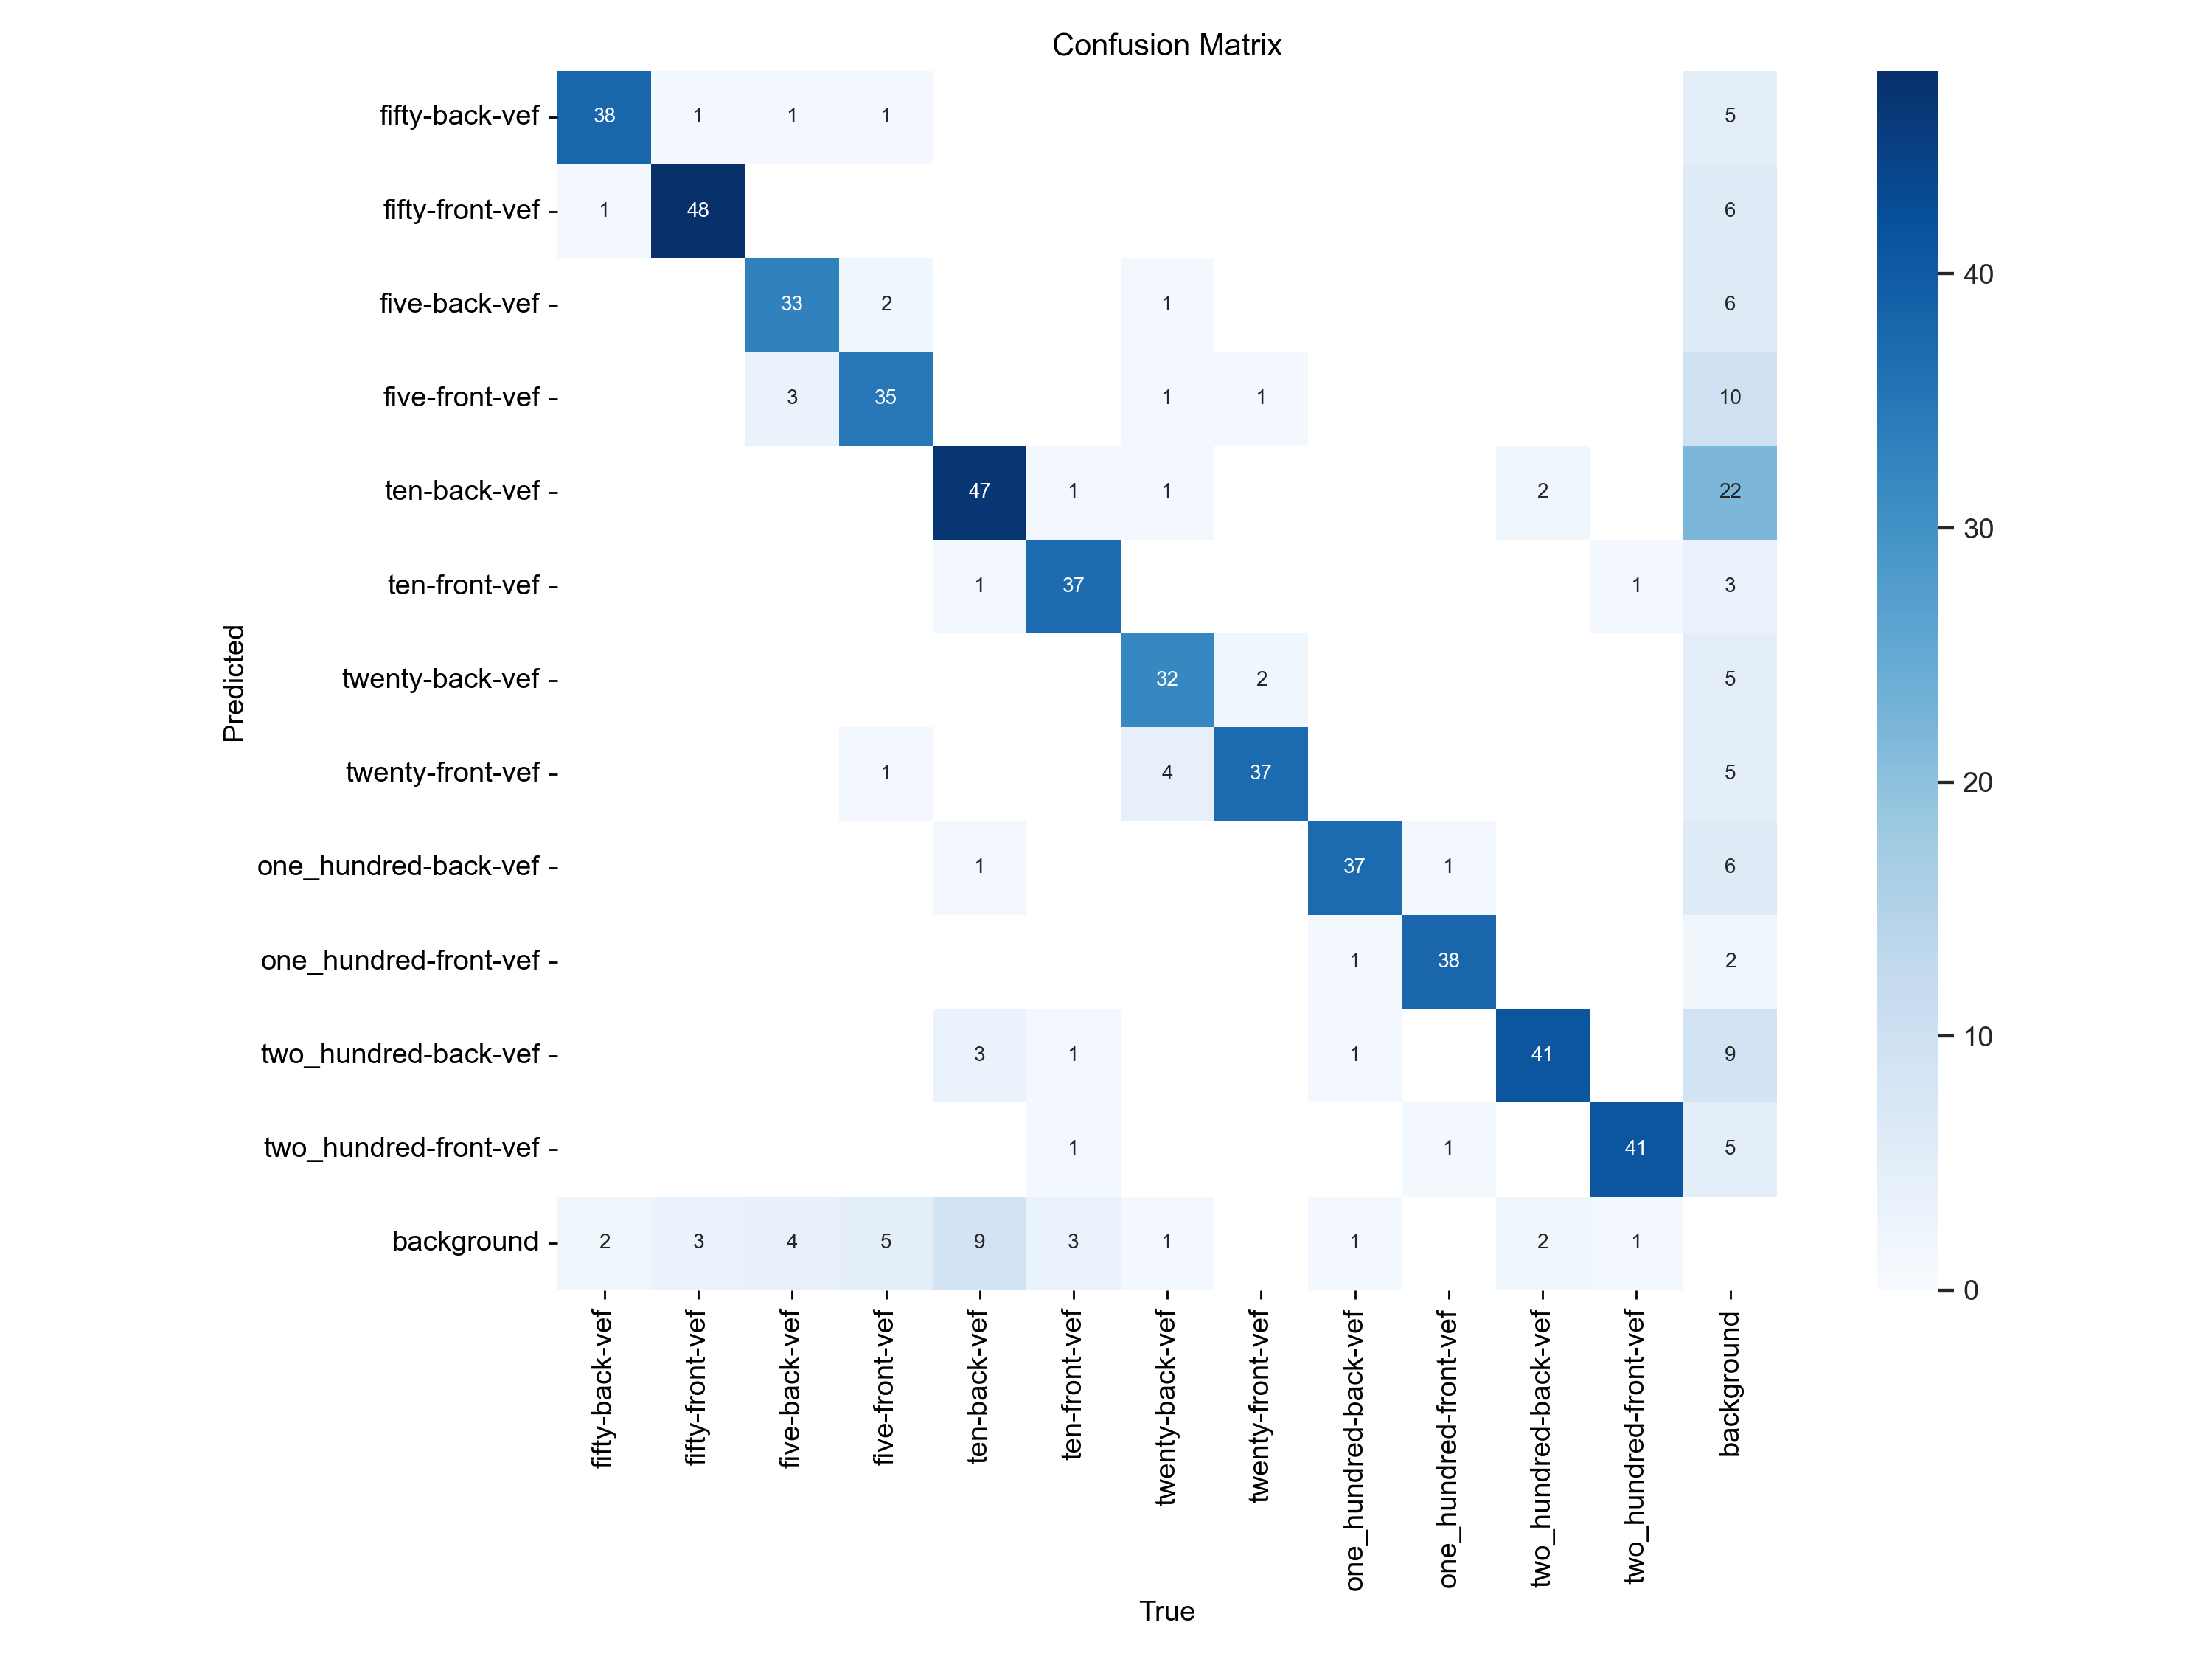 Confusion Matrix
fifty-back-vef 38 1 1 1 5
fifty-front-vef 1 48 6
five-back-vef 33 2 1 6
five-front-vef 3 35 1 1 10
ten-back-vef 47 1 1 2 22
ten-front-vef 1 37 1 3
twenty-back-vef 32 2 5
twenty-front-vef 1 4 37 5
one_hundred-back-vef 1 37 1 6
one_hundred-front-vef 1 38 2
two_hundred-back-vef 3 1 1 41 9
two_hundred-front-vef 1 1 41 5
background 2 3 4 5 9 3 1 1 2 1
Predicted
fifty-back-vef
fifty-front-vef
five-back-vef
five-front-vef
ten-back-vef
ten-front-vef
twenty-back-vef
twenty-front-vef
one_hundred-back-vef
one_hundred-front-vef
two_hundred-back-vef
two_hundred-front-vef
background
True
40
30
20
10
0